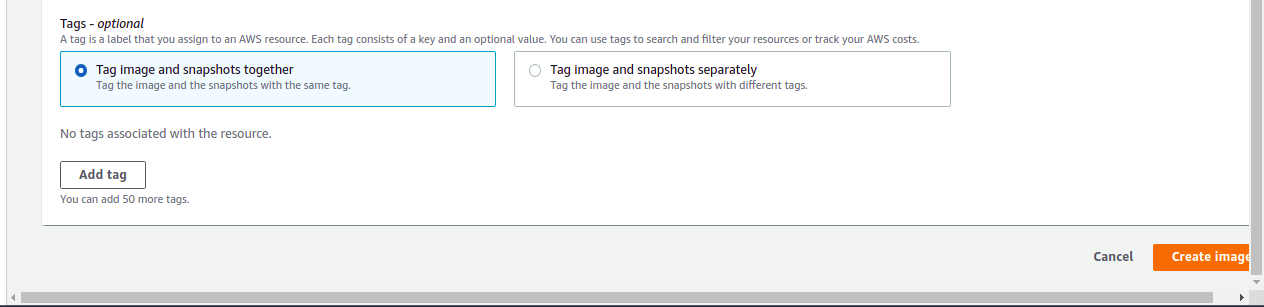 Tags - optional
A tag is a label that you assign to an AWS resource. Each tag consists of a key and an optional value. You can use tags to search and filter your resources or track your AWS costs.
Tag image and snapshots together
Tag the image and the snapshots with the same tag.
Tag image and snapshots separately
Tag the image and the snapshots with different tags.
No tags associated with the resource.
Add tag
You can add 50 more tags.
Cancel
Create image